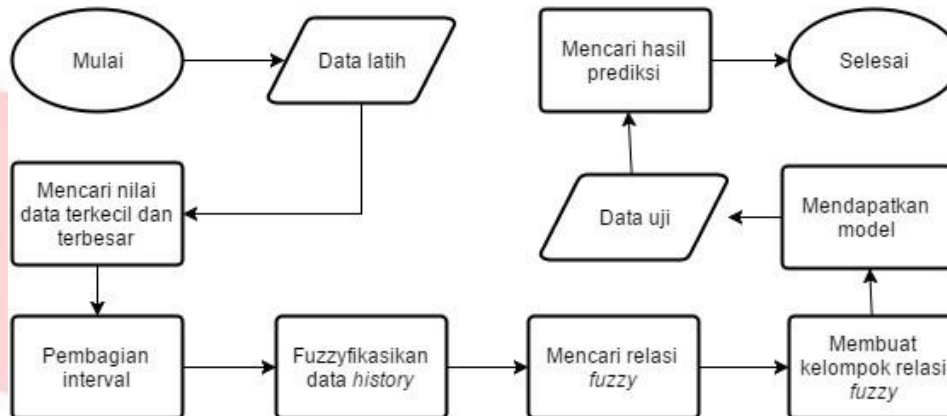 Mulai
Data latih
Mencari nilai
data terkecil dan
terbesar
Pembagian
interval
Fuzzyfikasikan
data history
Mencari relasi
fuzzy
Membuat
kelompok relasi
fuzzy
Mendapatkan
model
Data uji
Mencari hasil
prediksi
Selesai